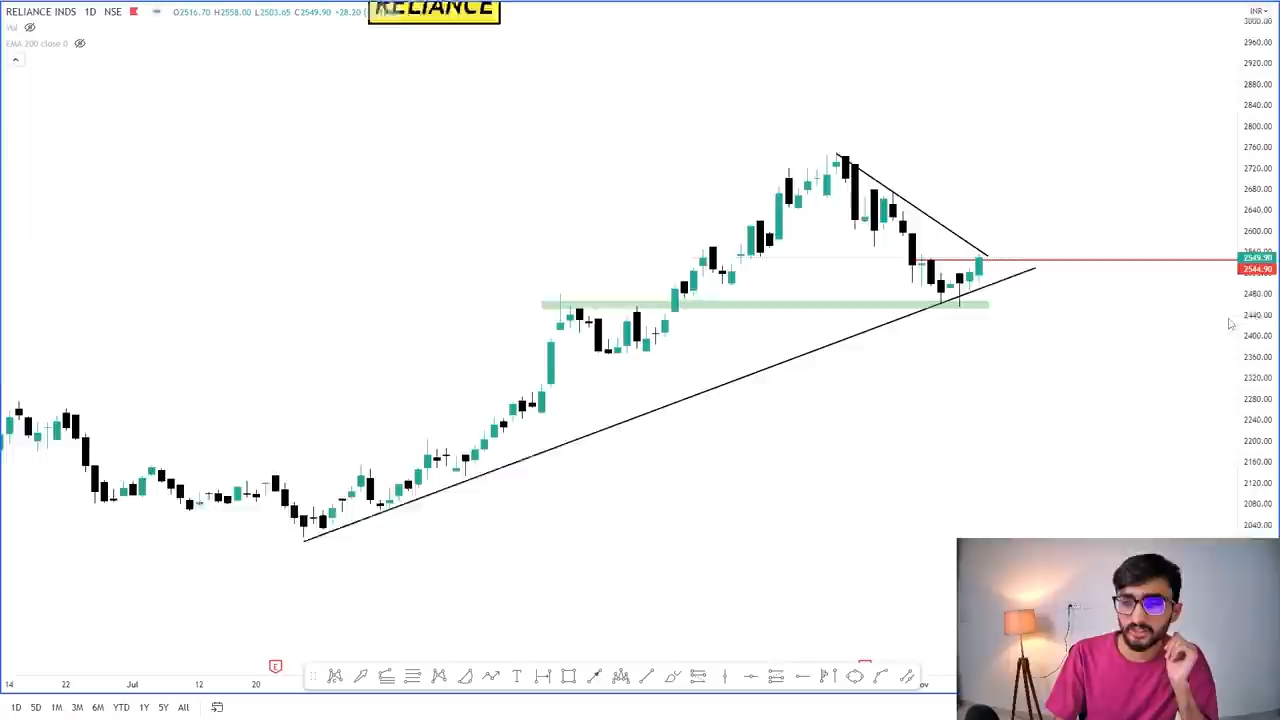 RELIANCE INDS 1D NSE O2516.70 H2558.00 L2503.65 C2549.90 +28.20
RELIANCE
INR
Vol
EMA 200 close 0
3000.00
2960.00
2920.00
2880.00
2840.00
2800.00
2760.00
2720.00
2680.00
2640.00
2600.00
2560.00
2549.90
2544.90
2480.00
2440.00
2400.00
2360.00
2320.00
2280.00
2240.00
2200.00
2160.00
2120.00
2080.00
2040.00
E
T
14 22 Jul 12 20
1D 5D 1M 3M 6M YTD 1Y 5Y All